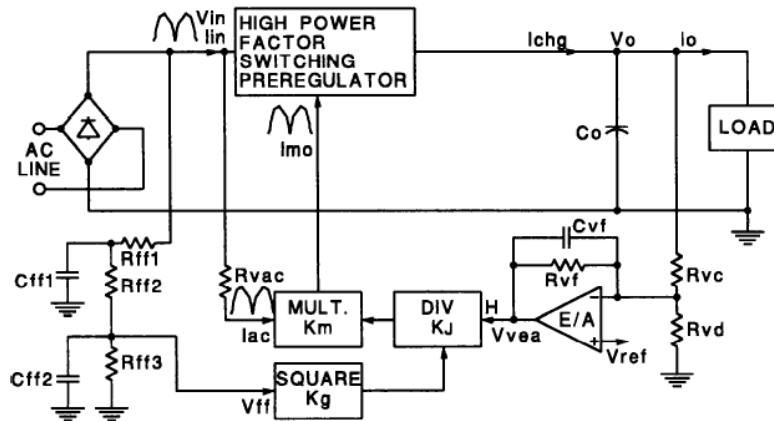 Vin
Iin
HIGH POWER
FACTOR
SWITCHING
PREREGULATOR
Ichg
Vo
Io
AC
LINE
Imo
Co
LOAD
Rff1
Cff1
Rff2
Rvac
Cvf
Rvf
Rvc
MULT.
Km
DIV
KJ
H
Vvea
E/A
−
+
Vref
Rvd
Iac
Cff2
Rff3
Vff
SQUARE
Kg